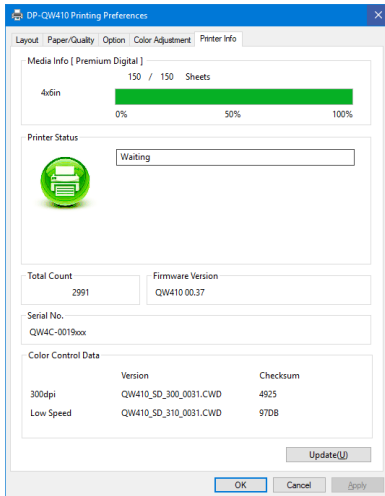 DP-QW410 Printing Preferences
Layout Paper/Quality Option Color Adjustment Printer Info
Media Info [ Premium Digital ]
150 / 150 Sheets
4x6in
0% 50% 100%
Printer Status
Waiting
Total Count Firmware Version
2991 QW410 00.37
Serial No.
QW4C-0019xxx
Color Control Data
Version Checksum
300dpi QW410_SD_300_0031.CWD 4925
Low Speed QW410_SD_310_0031.CWD 97DB
Update(U)
OK Cancel Apply